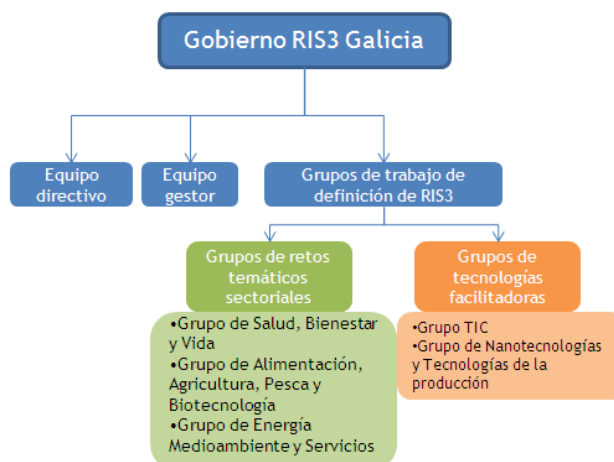 Gobierno RIS3 Galicia
Equipo
directivo
Equipo
gestor
Grupos de trabajo de
definición de RIS3
Grupos de retos
temáticos
sectoriales
•Grupo de Salud, Bienestar
y Vida
•Grupo de Alimentación,
Agricultura, Pesca y
Biotecnología
•Grupo de Energía
Medioambiente y Servicios
Grupos de
tecnologías
facilitadoras
•Grupo TIC
•Grupo de Nanotecnologías
y Tecnologías de la
producción